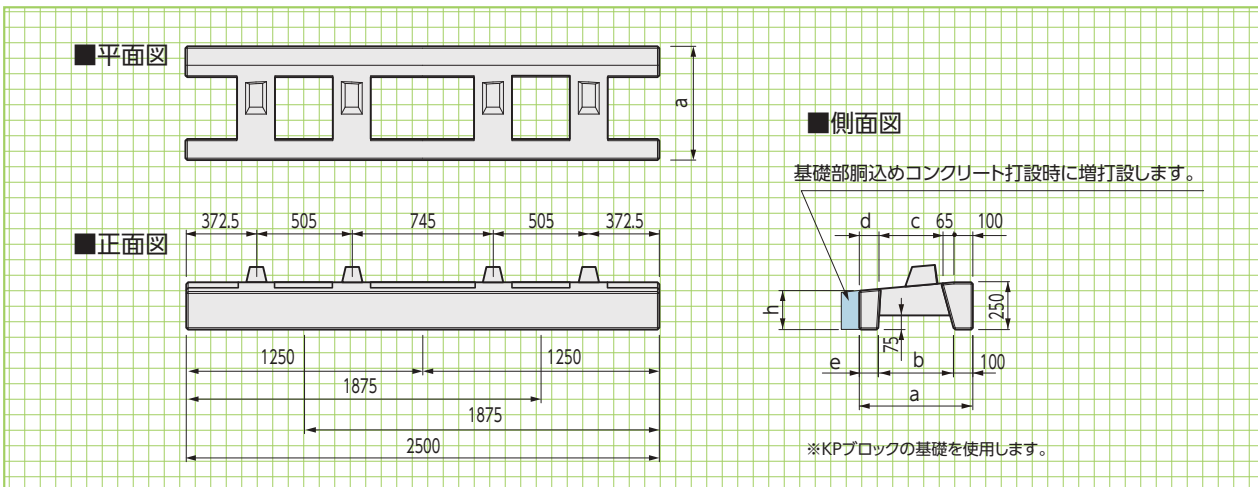 ■平面図
a
■正面図
372.5 505 745 505 372.5
1250 1250
1875
1875
2500
■側面図
基礎部胴込めコンクリート打設時に増打設します。
d c 65 100
h 75 250
e b 100
a
※KPブロックの基礎を使用します。